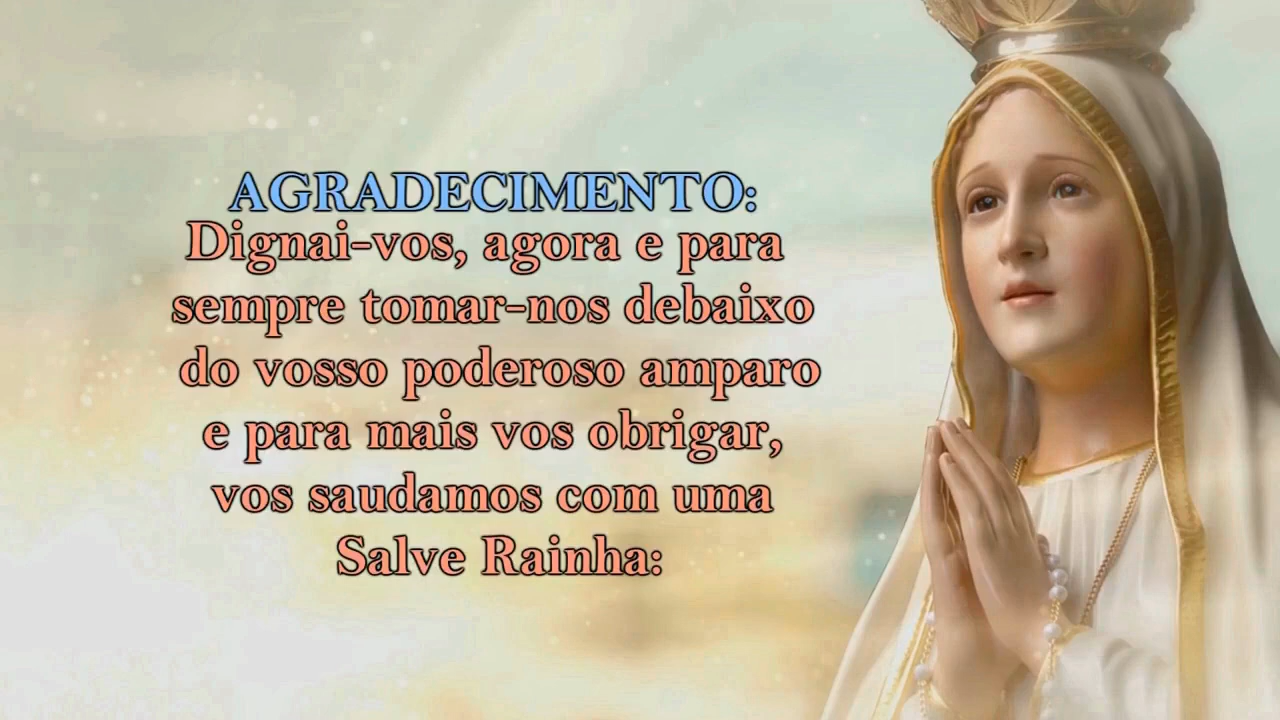 AGRADECIMENTO:
Dignai-vos, agora e para
sempre tomar-nos debaixo
do vosso poderoso amparo
e para mais vos obrigar,
vos saudamos com uma
Salve Rainha: